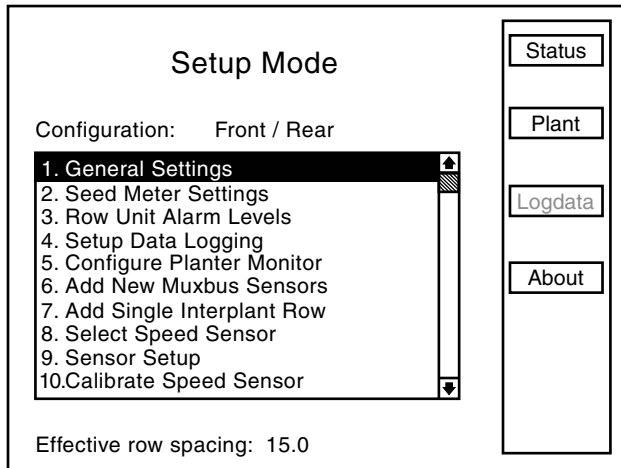 Setup Mode
Configuration: Front / Rear
1. General Settings
2. Seed Meter Settings
3. Row Unit Alarm Levels
4. Setup Data Logging
5. Configure Planter Monitor
6. Add New Muxbus Sensors
7. Add Single Interplant Row
8. Select Speed Sensor
9. Sensor Setup
10.Calibrate Speed Sensor
Effective row spacing: 15.0
Status
Plant
Logdata
About